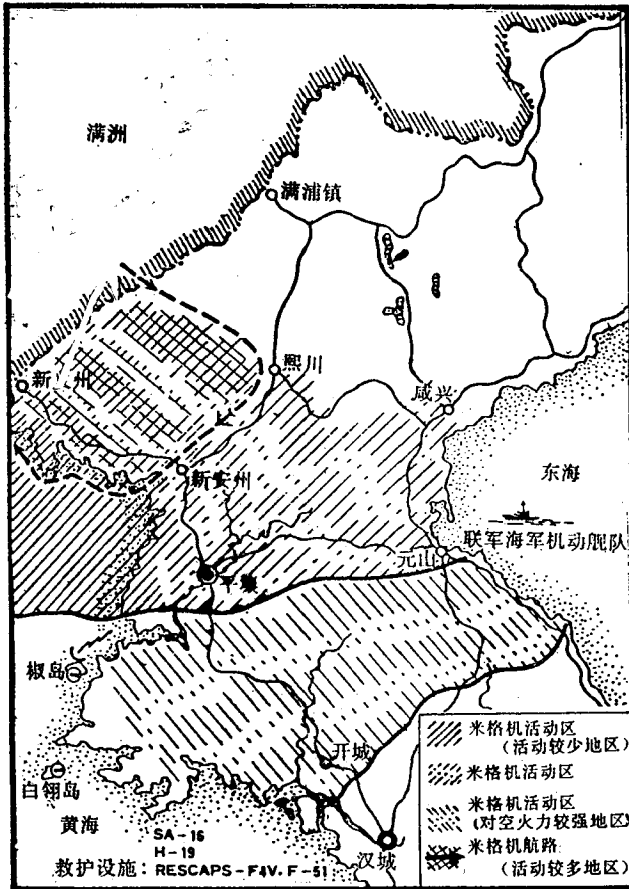 满洲
满浦镇
熙川
新 州
咸兴
新安州
东海
联军海军机动舰队
元山
平壤
椒岛
白翎岛
黄海
开城
汉城
SA-16
H-19
救护设施：RESCAPS-F4V. F-51
米格机活动区
(活动较少地区)
米格机活动区
米格机活动区
(对空火力较强地区)
米格机航路
(活动较多地区)